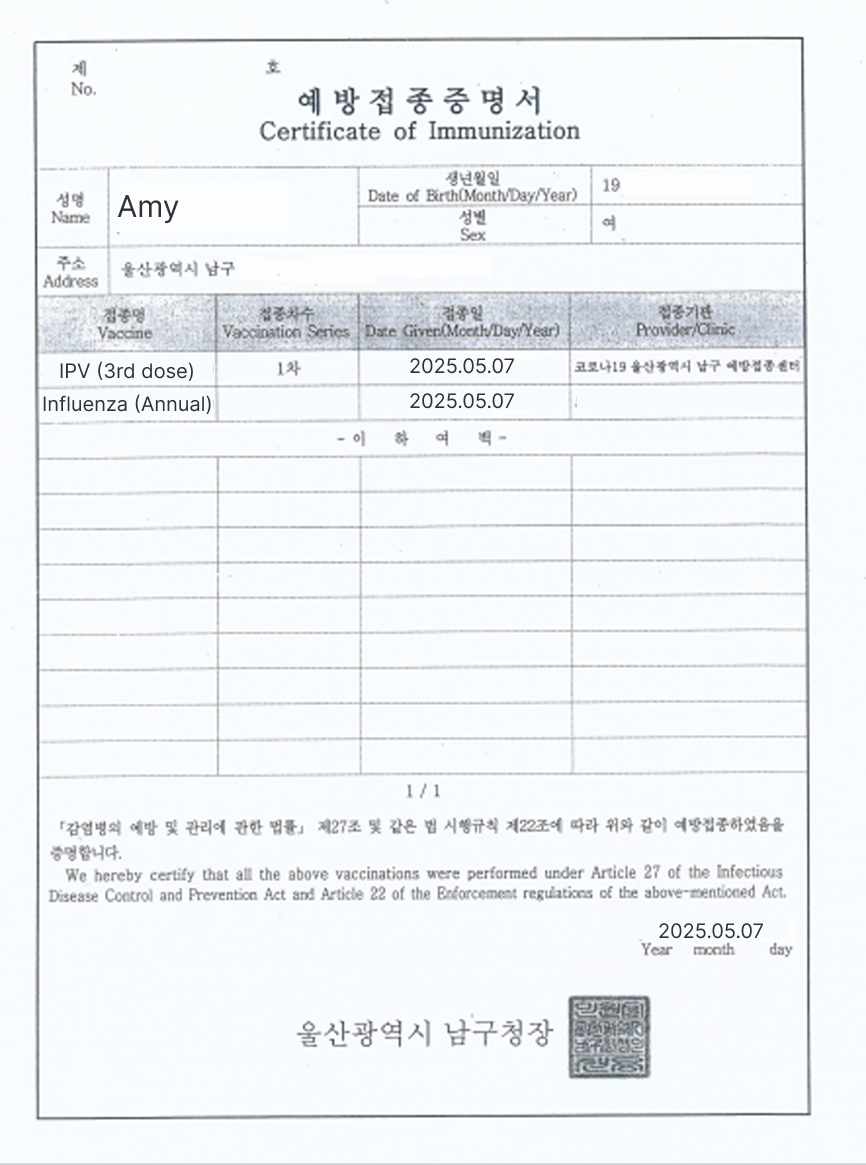 제 호
No.
예방접종증명서
Certificate of Immunization
성명
Name
Amy
생년월일
Date of Birth(Month/Day/Year)
19
성별
Sex
여
주소
Address
울산광역시 남구
접종명
Vaccine
접종차수
Vaccination Series
접종일
Date Given(Month/Day/Year)
접종기관
Provider/Clinic
IPV (3rd dose) 1차 2025.05.07 코로나19 울산광역시 남구 예방접종센터
Influenza (Annual) 2025.05.07
- 이 하 여 백 -
1 / 1
「감염병의 예방 및 관리에 관한 법률」 제27조 및 같은 법 시행규칙 제22조에 따라 위와 같이 예방접종하였음을
증명합니다.
We hereby certify that all the above vaccinations were performed under Article 27 of the Infectious
Disease Control and Prevention Act and Article 22 of the Enforcement regulations of the above-mentioned Act.
2025.05.07
Year month day
울산광역시 남구청장